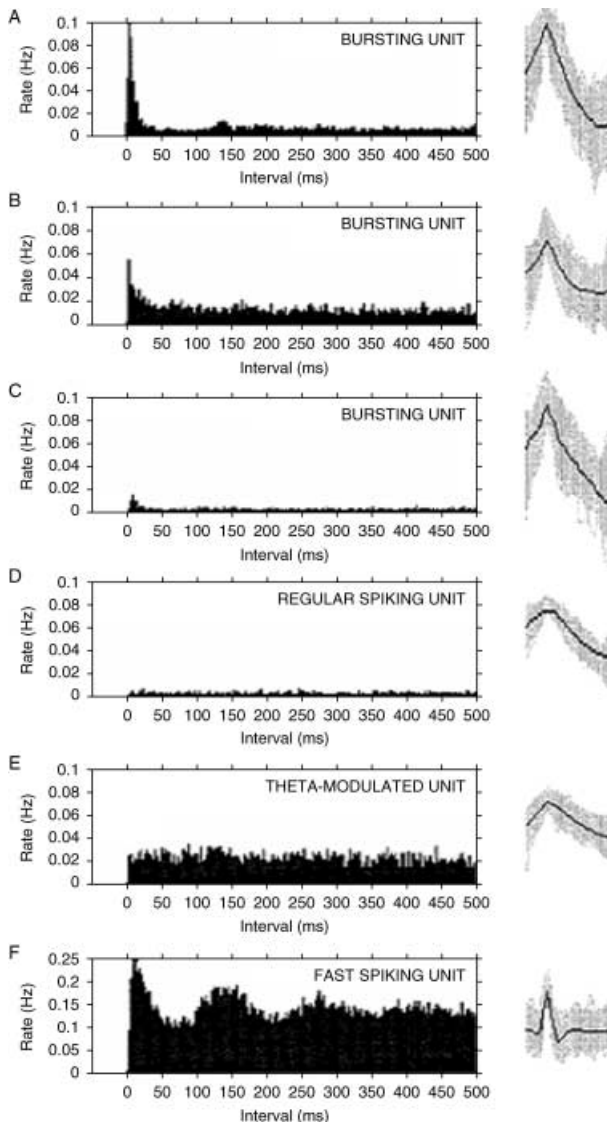 A
BURSTING UNIT
Rate (Hz)
0.1
0.08
0.06
0.04
0.02
0
0 50 100 150 200 250 300 350 400 450 500
Interval (ms)
B
BURSTING UNIT
Rate (Hz)
0.1
0.08
0.06
0.04
0.02
0
0 50 100 150 200 250 300 350 400 450 500
Interval (ms)
C
BURSTING UNIT
Rate (Hz)
0.1
0.08
0.06
0.04
0.02
0
0 50 100 150 200 250 300 350 400 450 500
Interval (ms)
D
REGULAR SPIKING UNIT
Rate (Hz)
0.1
0.08
0.06
0.04
0.02
0
0 50 100 150 200 250 300 350 400 450 500
Interval (ms)
E
THETA-MODULATED UNIT
Rate (Hz)
0.1
0.08
0.06
0.04
0.02
0
0 50 100 150 200 250 300 350 400 450 500
Interval (ms)
F
FAST SPIKING UNIT
Rate (Hz)
0.25
0.2
0.15
0.1
0.05
0
0 50 100 150 200 250 300 350 400 450 500
Interval (ms)